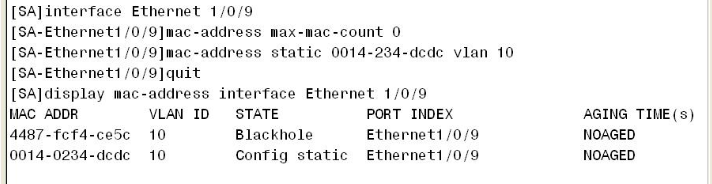 [SA]interface Ethernet 1/0/9
[SA-Ethernet1/0/9]mac-address max-mac-count 0
[SA-Ethernet1/0/9]mac-address static 0014-234-dcdc vlan 10
[SA-Ethernet1/0/9]quit
[SA]display mac-address interface Ethernet 1/0/9
MAC ADDR VLAN ID STATE PORT INDEX AGING TIME(s)
4487-fcf4-ce5c 10 Blackhole Ethernet1/0/9 NOAGED
0014-0234-dcdc 10 Config static Ethernet1/0/9 NOAGED